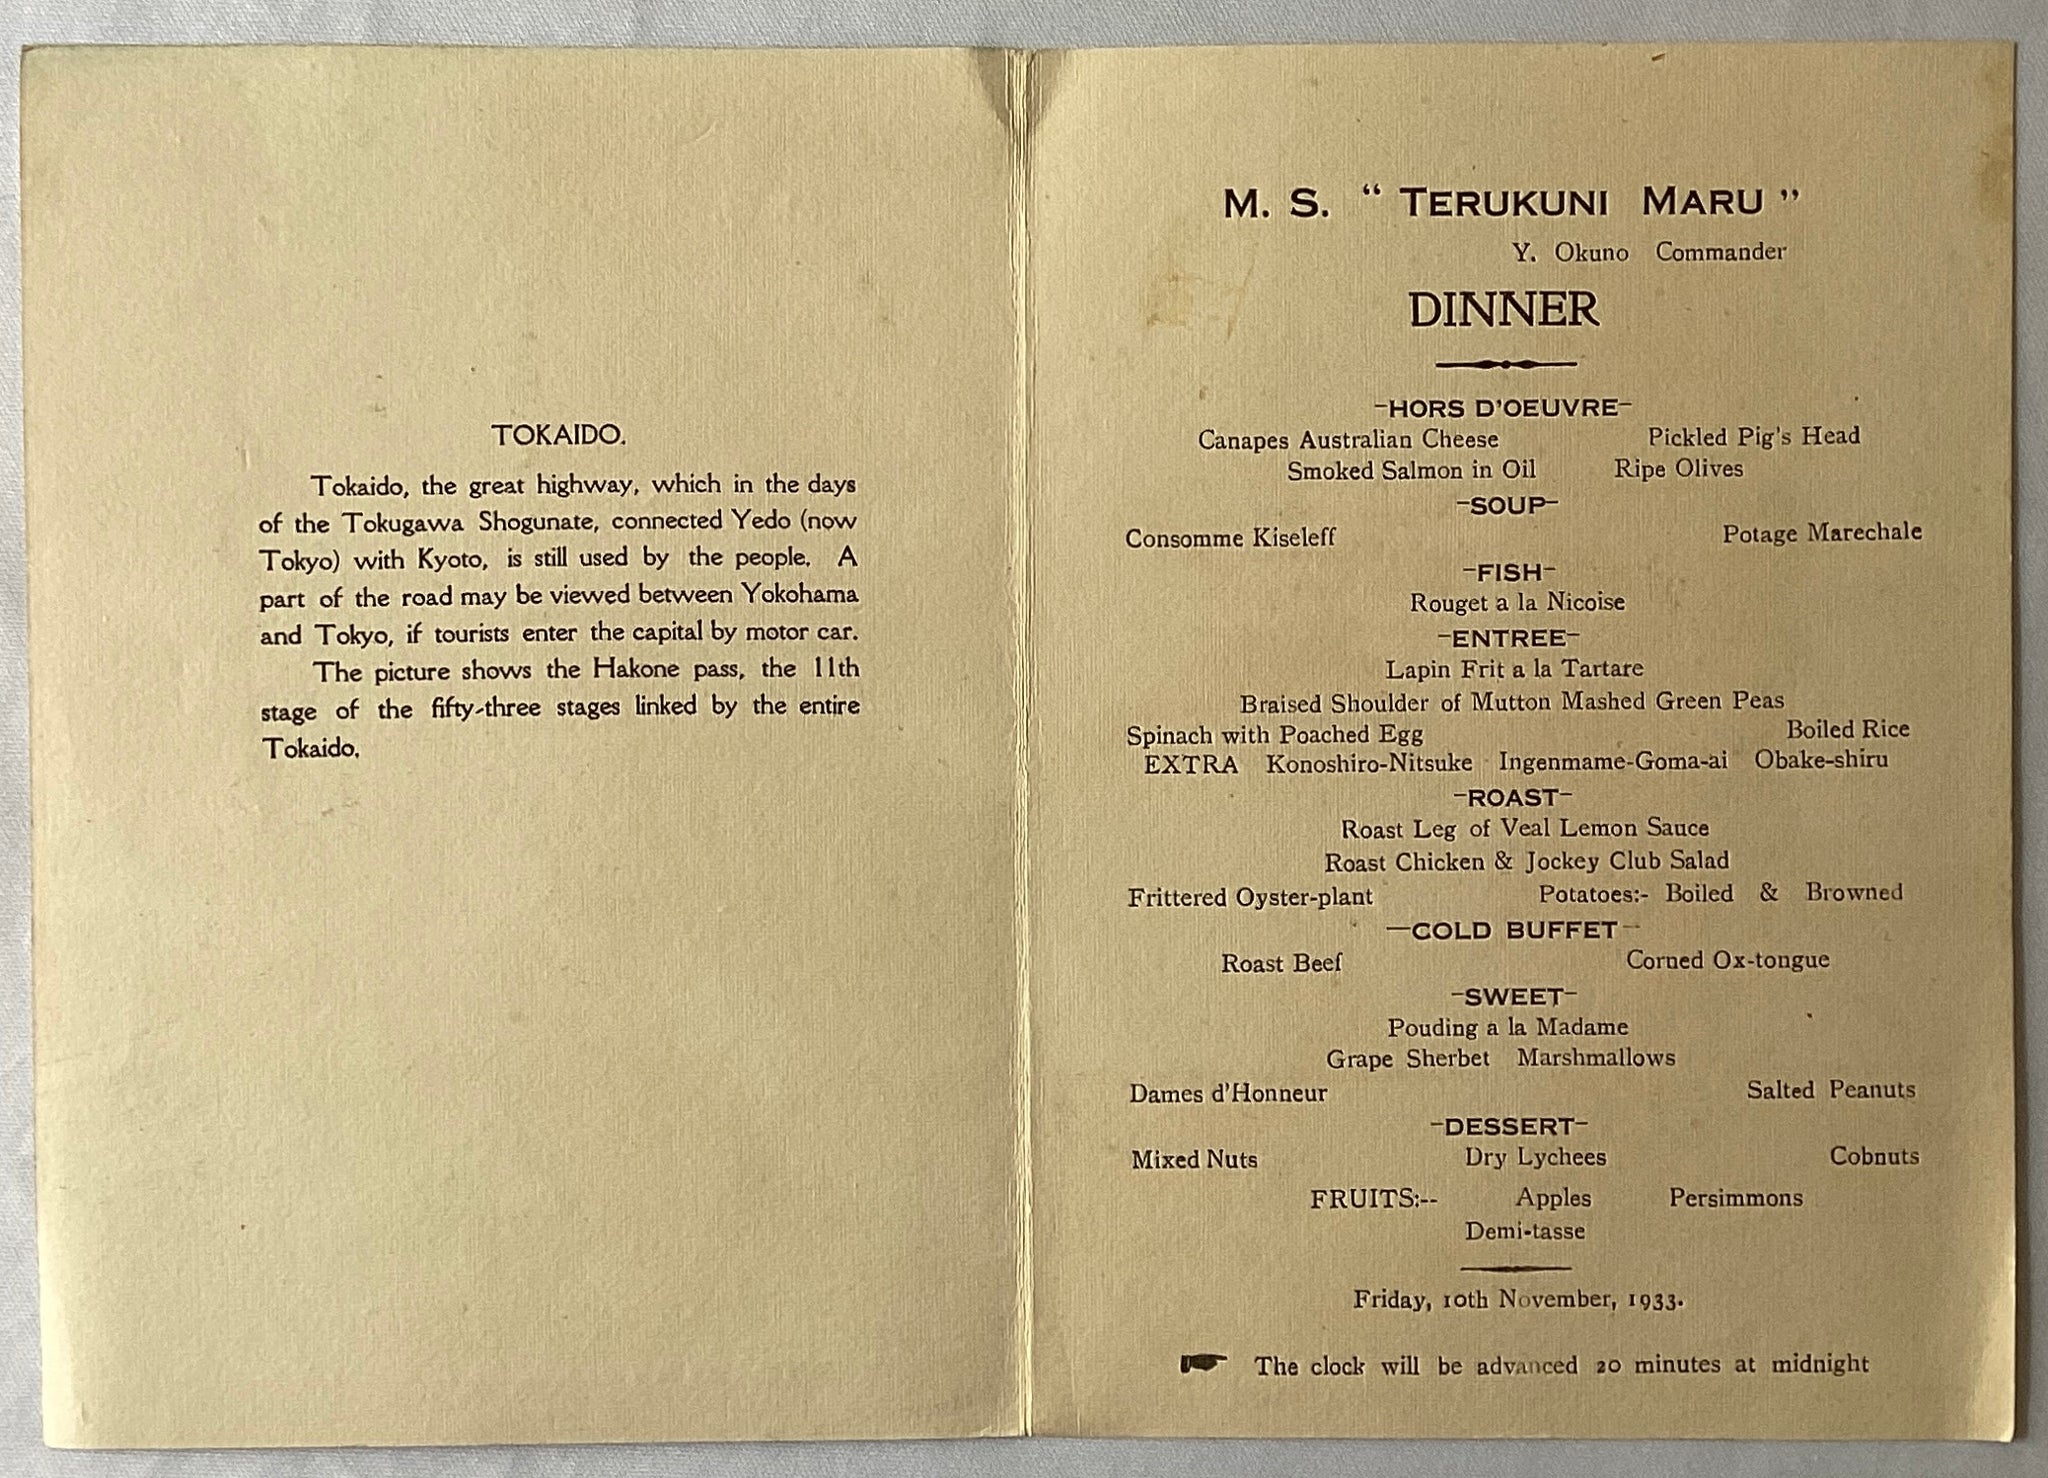 TOKAIDO.
Tokaido, the great highway, which in the days
of the Tokugawa Shogunate, connected Yedo (now
Tokyo) with Kyoto, is still used by the people. A
part of the road may be viewed between Yokohama
and Tokyo, if tourists enter the capital by motor car.
The picture shows the Hakone pass, the 11th
stage of the fifty-three stages linked by the entire
Tokaido.
M. S. “ TERUKUNI MARU ”
Y. Okuno Commander
DINNER
-HORS D'OEUVRE-
Canapes Australian Cheese Pickled Pig's Head
Smoked Salmon in Oil Ripe Olives
-SOUP-
Consomme Kiseleff Potage Marechale
-FISH-
Rouget a la Nicoise
-ENTREE-
Lapin Frit a la Tartare
Braised Shoulder of Mutton Mashed Green Peas
Spinach with Poached Egg Boiled Rice
EXTRA Konoshiro-Nitsuke Ingenmame-Goma-ai Obake-shiru
-ROAST-
Roast Leg of Veal Lemon Sauce
Roast Chicken & Jockey Club Salad
Frittered Oyster-plant Potatoes:- Boiled & Browned
-COLD BUFFET-
Roast Beef Corned Ox-tongue
-SWEET-
Pouding a la Madame
Grape Sherbet Marshmallows
Dames d'Honneur Salted Peanuts
-DESSERT-
Mixed Nuts Dry Lychees Cobnuts
FRUITS:-- Apples Persimmons
Demi-tasse
Friday, 10th November, 1933.
☛ The clock will be advanced 20 minutes at midnight